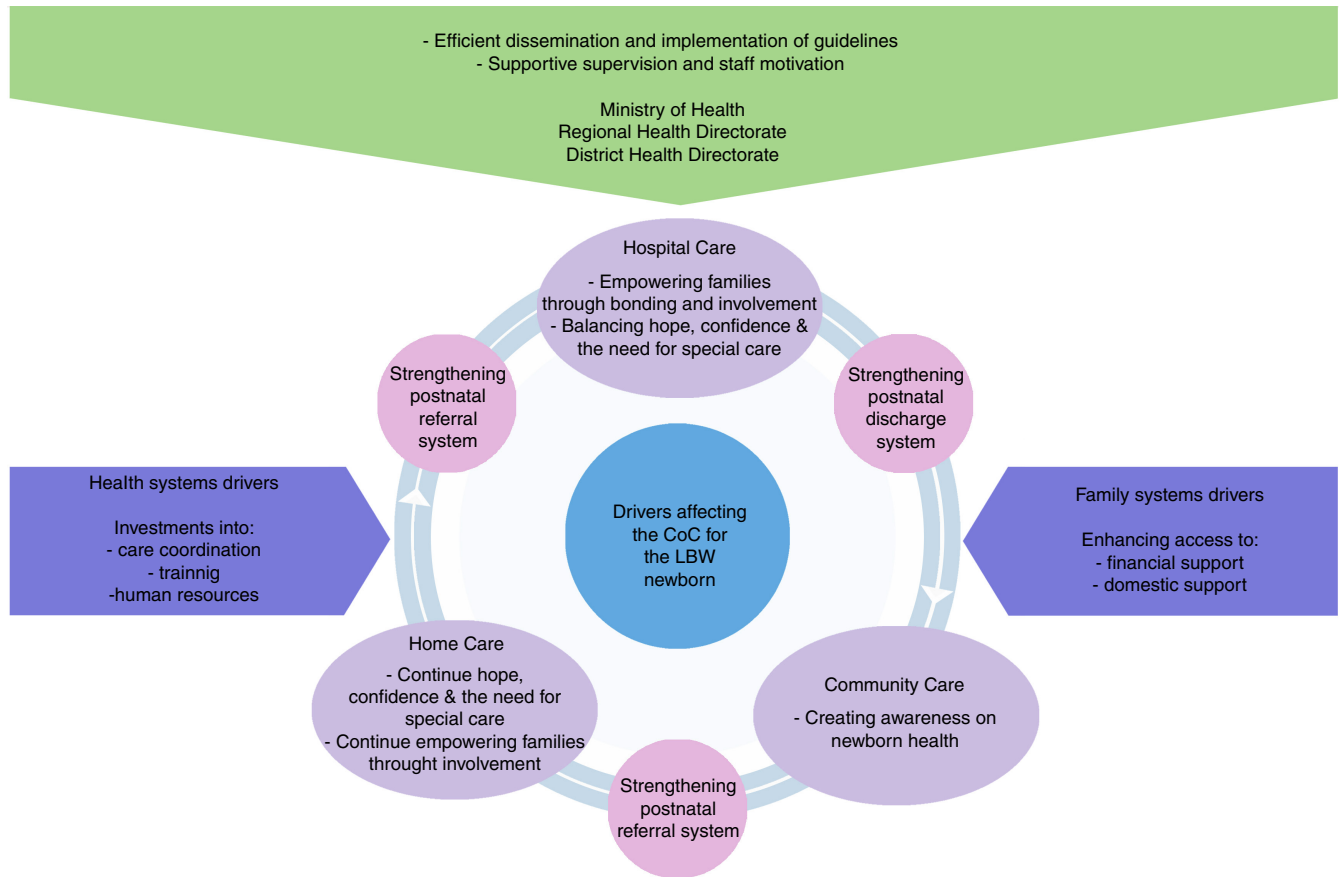 - Efficient dissemination and implementation of guidelines
- Supportive supervision and staff motivation
Ministry of Health
Regional Health Directorate
District Health Directorate
Hospital Care
- Empowering families
through bonding and involvement
- Balancing hope, confidence &
the need for special care
Strengthening
postnatal
referral
system
Strengthening
postnatal
discharge
system
Health systems drivers
Investments into:
- care coordination
- trainnig
-human resources
Drivers affecting
the CoC for
the LBW
newborn
Family systems drivers
Enhancing access to:
- financial support
- domestic support
Home Care
- Continue hope,
confidence & the need for
special care
- Continue empowering families
throught involvement
Community Care
- Creating awareness on
newborn health
Strengthening
postnatal
referral system